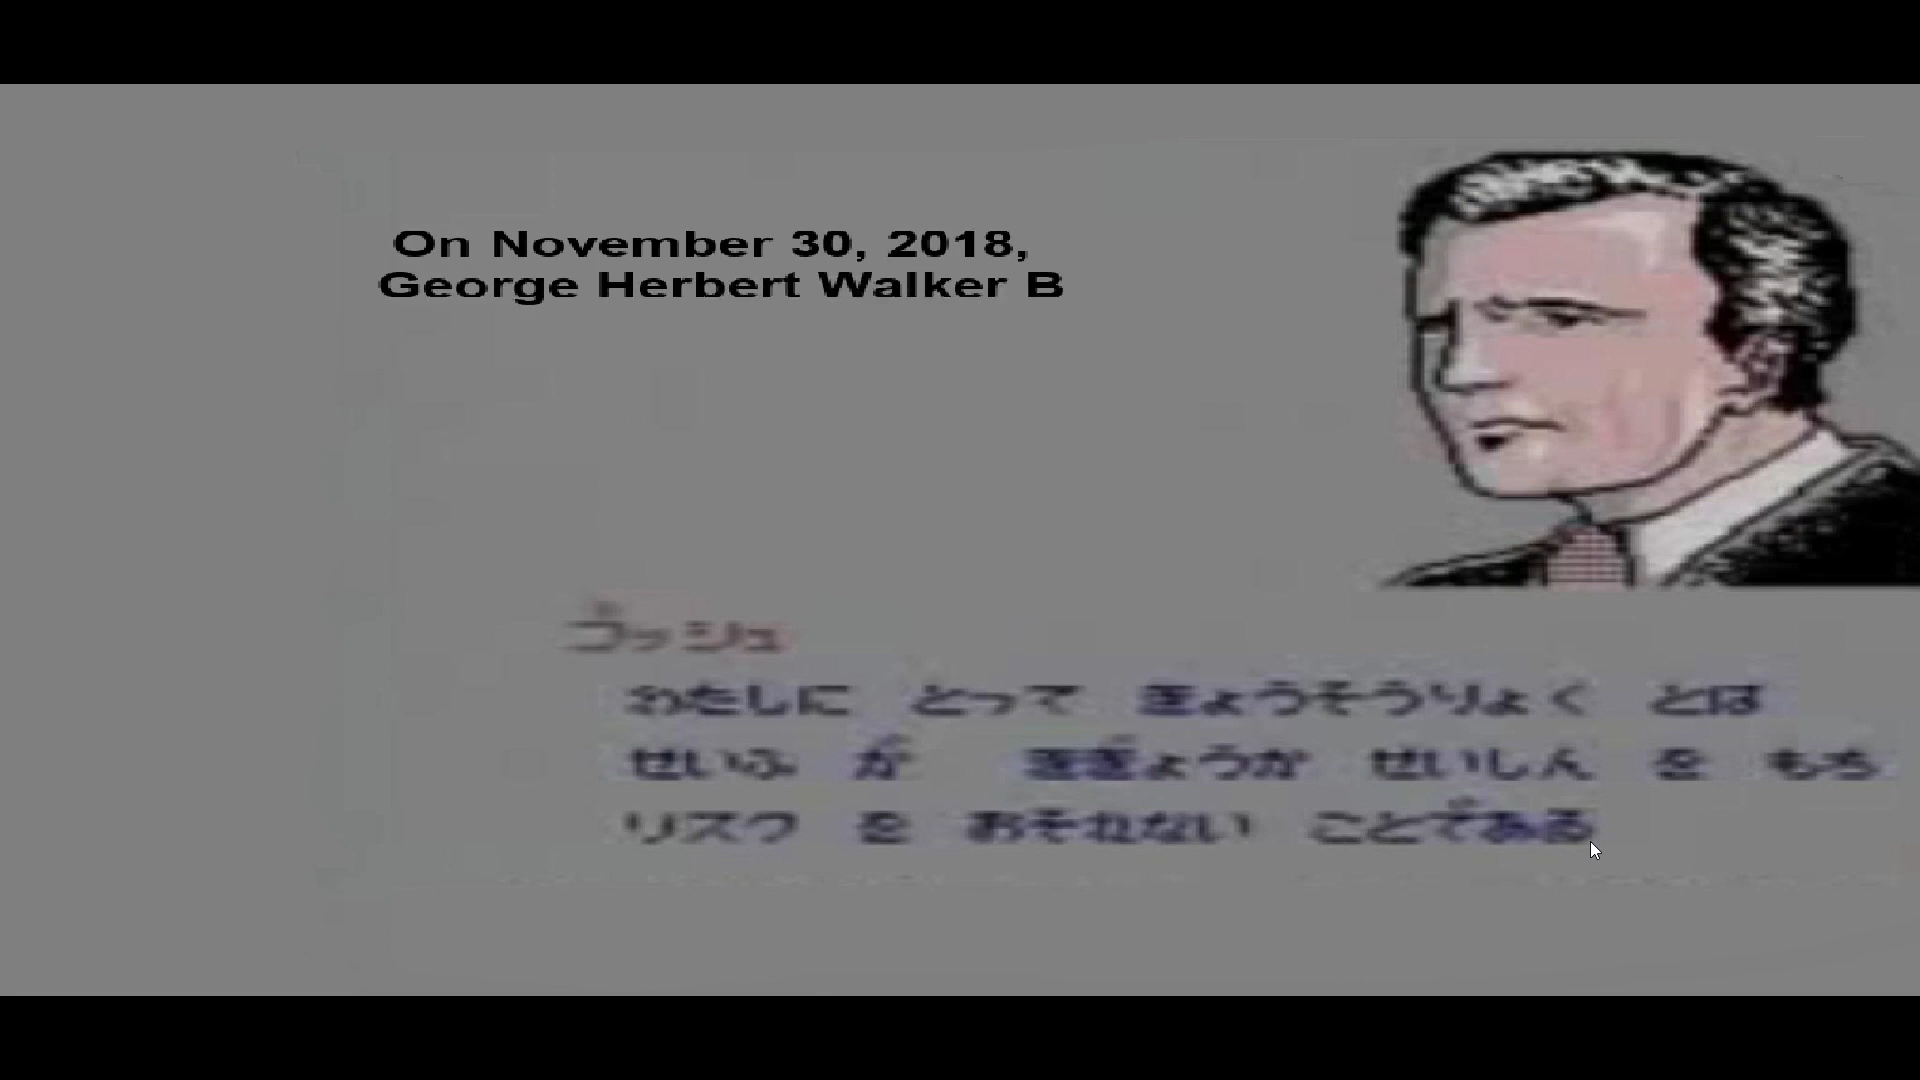 On November 30, 2018,
George Herbert Walker B
ブッシュ
わたしに とって きょうそうりょく とは
せいふ が きぎょうか せいしん を もち
リスク を おそれない ことである